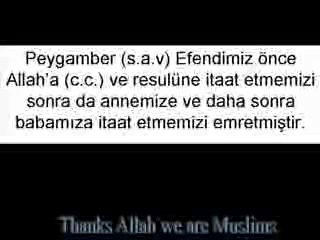 Peygamber (s.a.v) Efendimiz önce
Allah'a (c.c.) ve resulüne itaat etmemizi
sonra da annemize ve daha sonra
babamıza itaat etmemizi emretmiştir.
Thanks Allah we are Muslims